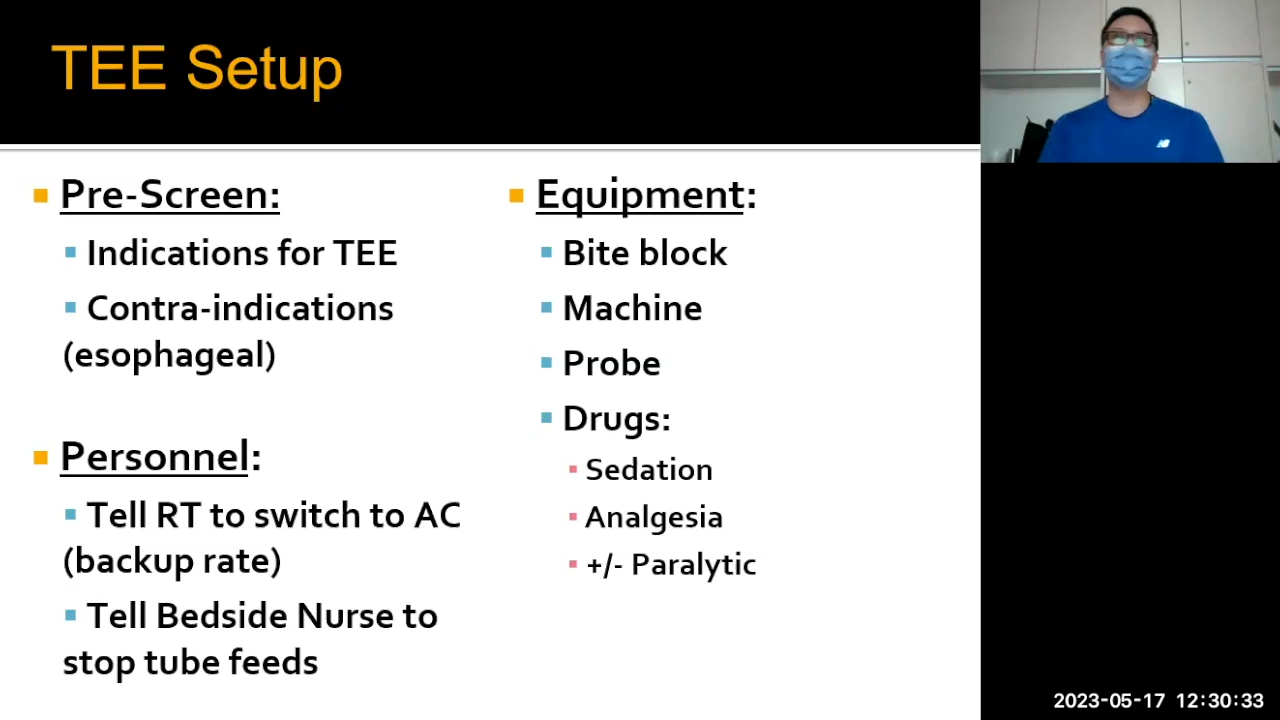 TEE Setup
Pre-Screen:
Indications for TEE
Contra-indications
(esophageal)
Personnel:
Tell RT to switch to AC
(backup rate)
Tell Bedside Nurse to
stop tube feeds
Equipment:
Bite block
Machine
Probe
Drugs:
Sedation
Analgesia
+/- Paralytic
2023-05-17 12:30:33